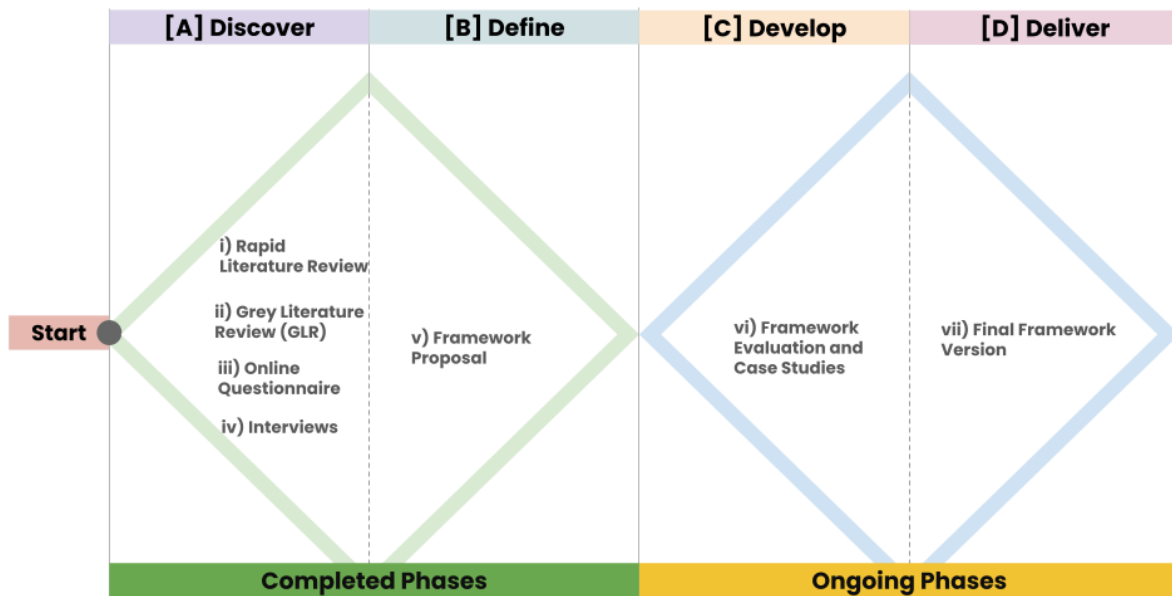 [A] Discover
[B] Define
[C] Develop
[D] Deliver
i) Rapid
Literature Review
ii) Grey Literature
Review (GLR)
iii) Online
Questionnaire
iv) Interviews
v) Framework
Proposal
vi) Framework
Evaluation and
Case Studies
vii) Final Framework
Version
Start
Completed Phases
Ongoing Phases